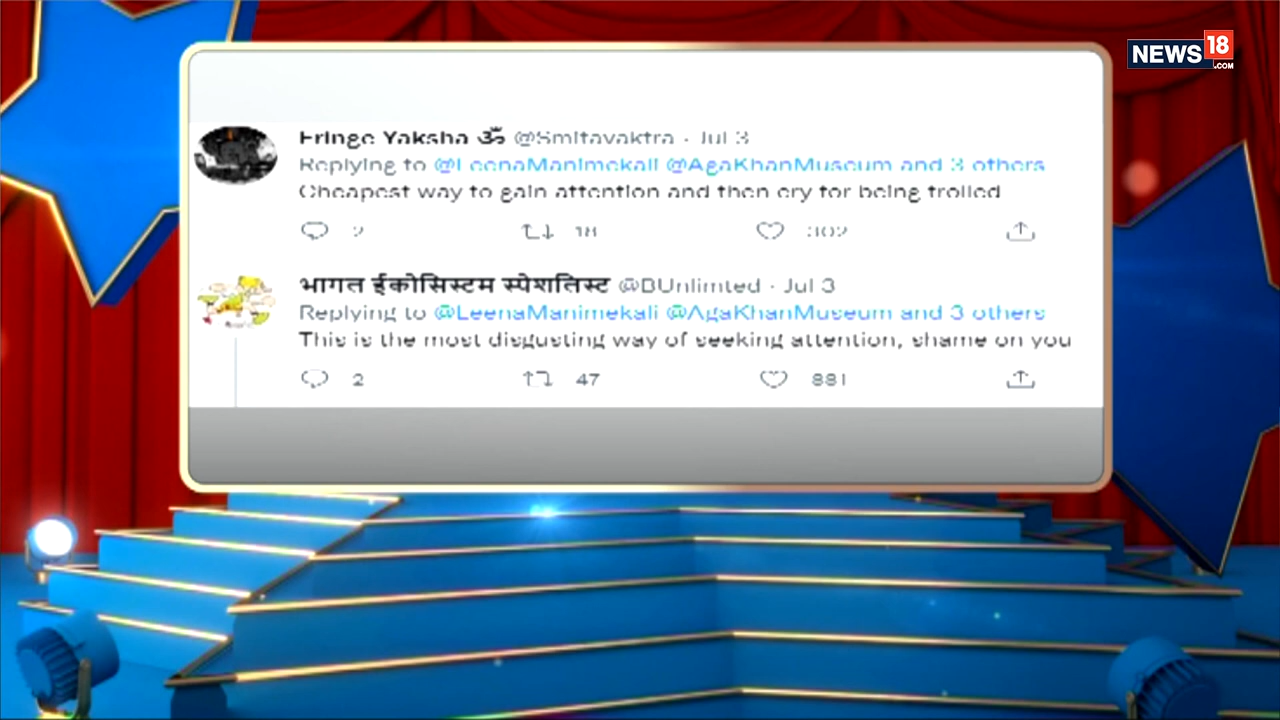 NEWS 18
.COM
Fringe Yaksha ॐ @Smitavaktra · Jul 3
Replying to @LeenaManimekali @AgaKhanMuseum and 3 others
Cheapest way to gain attention and then cry for being trolled
2 18 302
भागत ईकोसिस्टम स्पेशलिस्ट @BUnlimted · Jul 3
Replying to @LeenaManimekali @AgaKhanMuseum and 3 others
This is the most disgusting way of seeking attention, shame on you
2 47 881